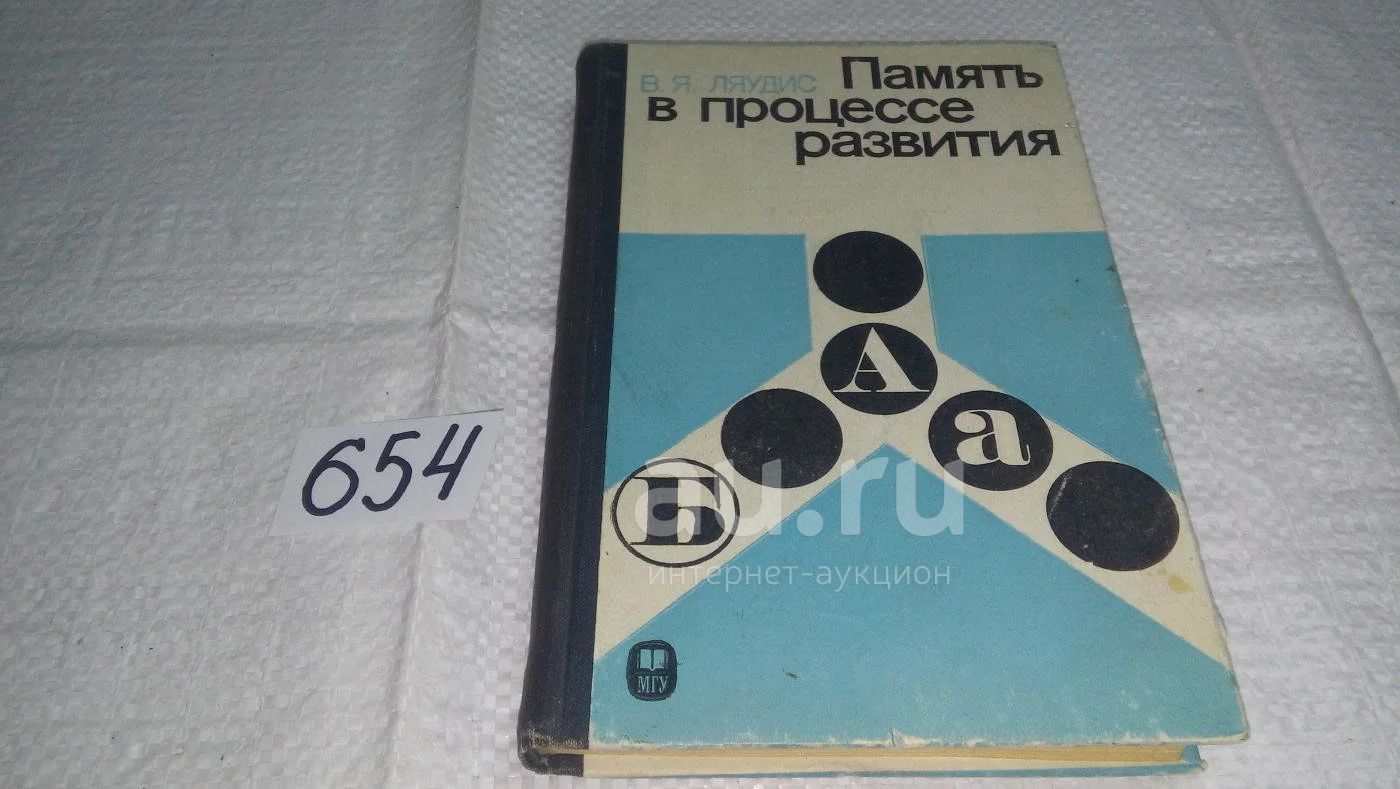 В. Я. ЛЯУДИС Память
в процессе
развития
А
а
Б
МГУ
654
au.ru
интернет-аукцион